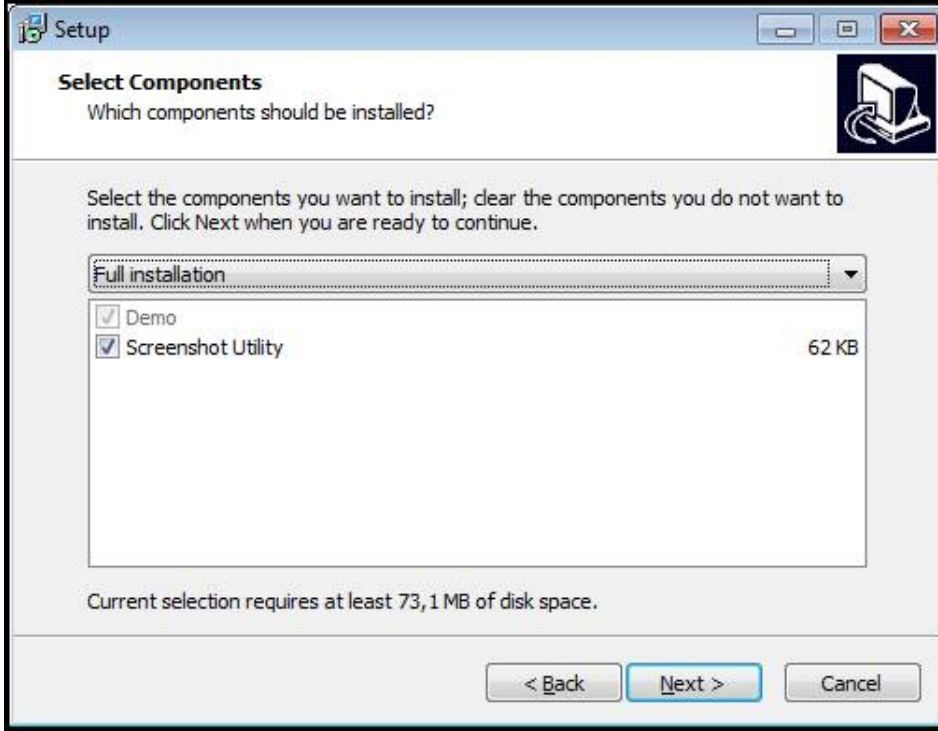 Setup
Select Components
Which components should be installed?
Select the components you want to install; clear the components you do not want to
install. Click Next when you are ready to continue.
Full installation
Demo
Screenshot Utility 62 KB
Current selection requires at least 73,1 MB of disk space.
< Back Next > Cancel